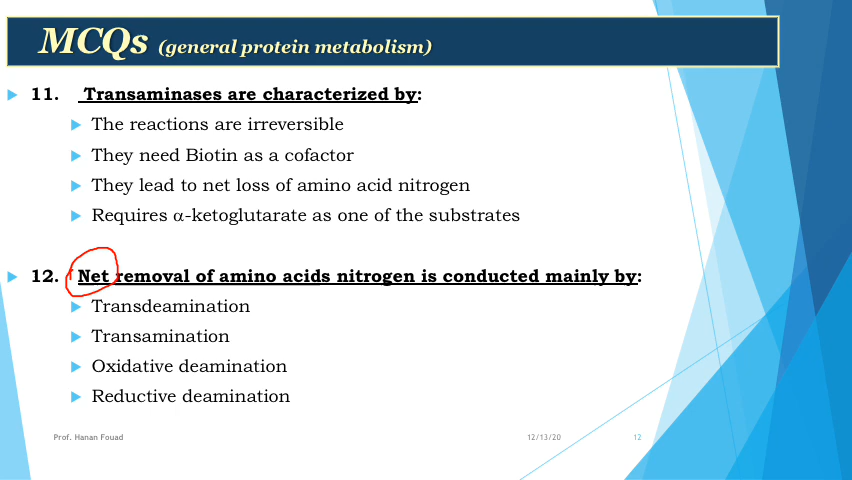 MCQs (general protein metabolism)
11. Transaminases are characterized by:
The reactions are irreversible
They need Biotin as a cofactor
They lead to net loss of amino acid nitrogen
Requires α-ketoglutarate as one of the substrates
12. Net removal of amino acids nitrogen is conducted mainly by:
Transdeamination
Transamination
Oxidative deamination
Reductive deamination
Prof. Hanan Fouad 12/13/20 12